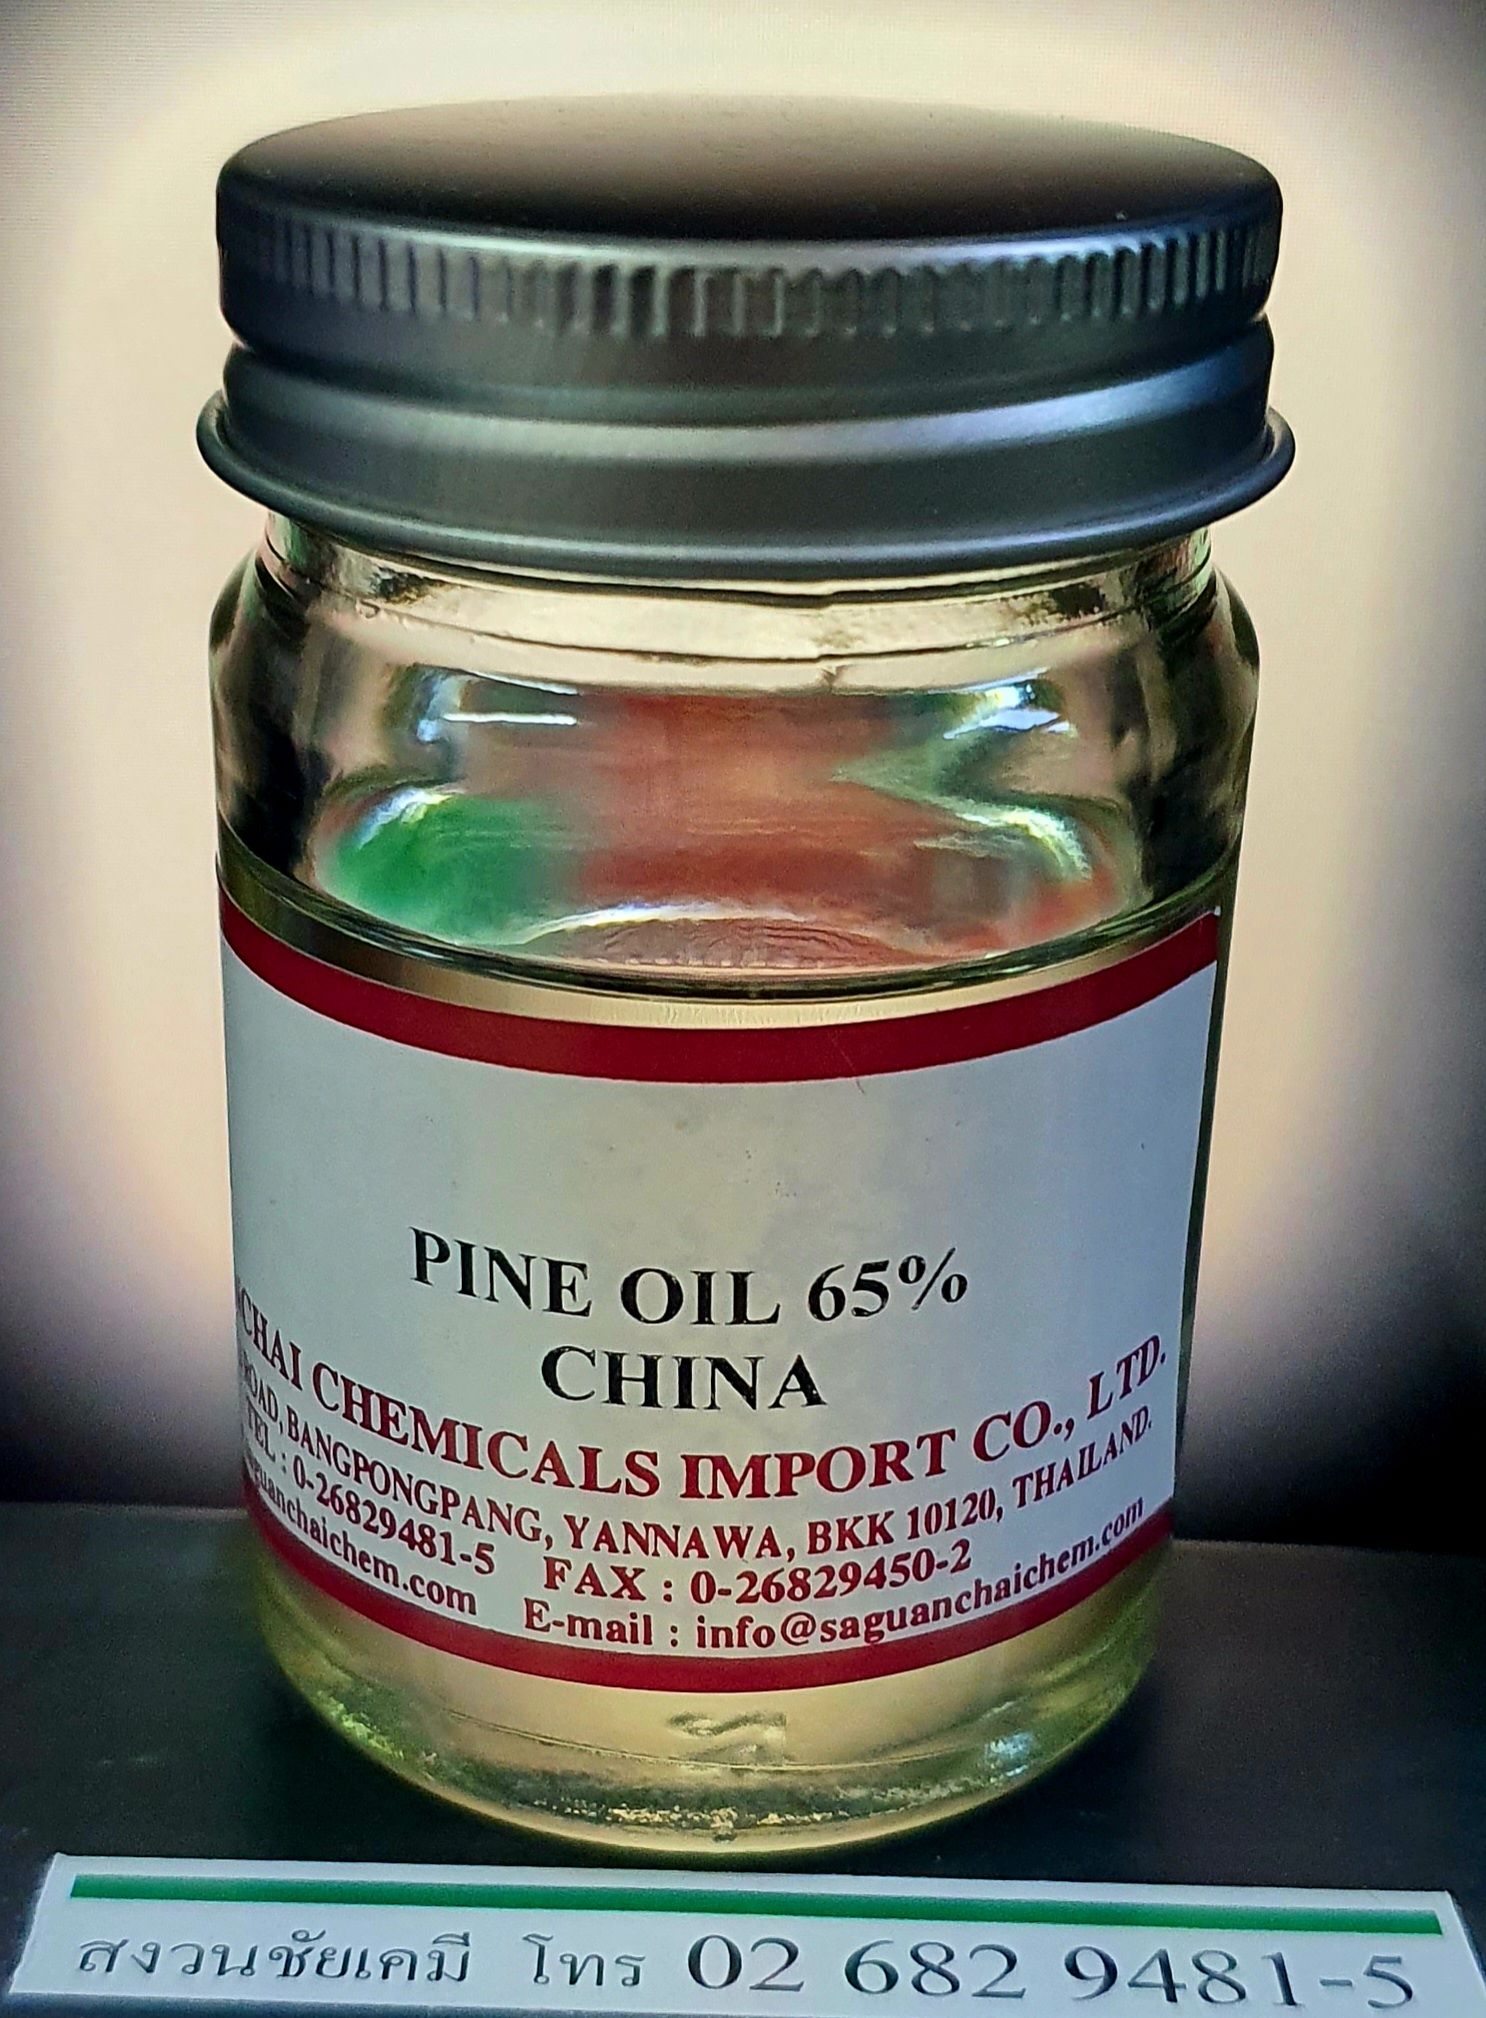 PINE OIL 65%
CHINA
CHAI CHEMICALS IMPORT CO., LTD.
ROAD, BANGPONGPANG, YANNAWA, BKK 10120, THAILAND.
TEL : 0-26829481-5 FAX : 0-26829450-2
guanchaichem.com E-mail : info@saguanchaichem.com
สงวนชัยเคมี โทร 02 682 9481-5